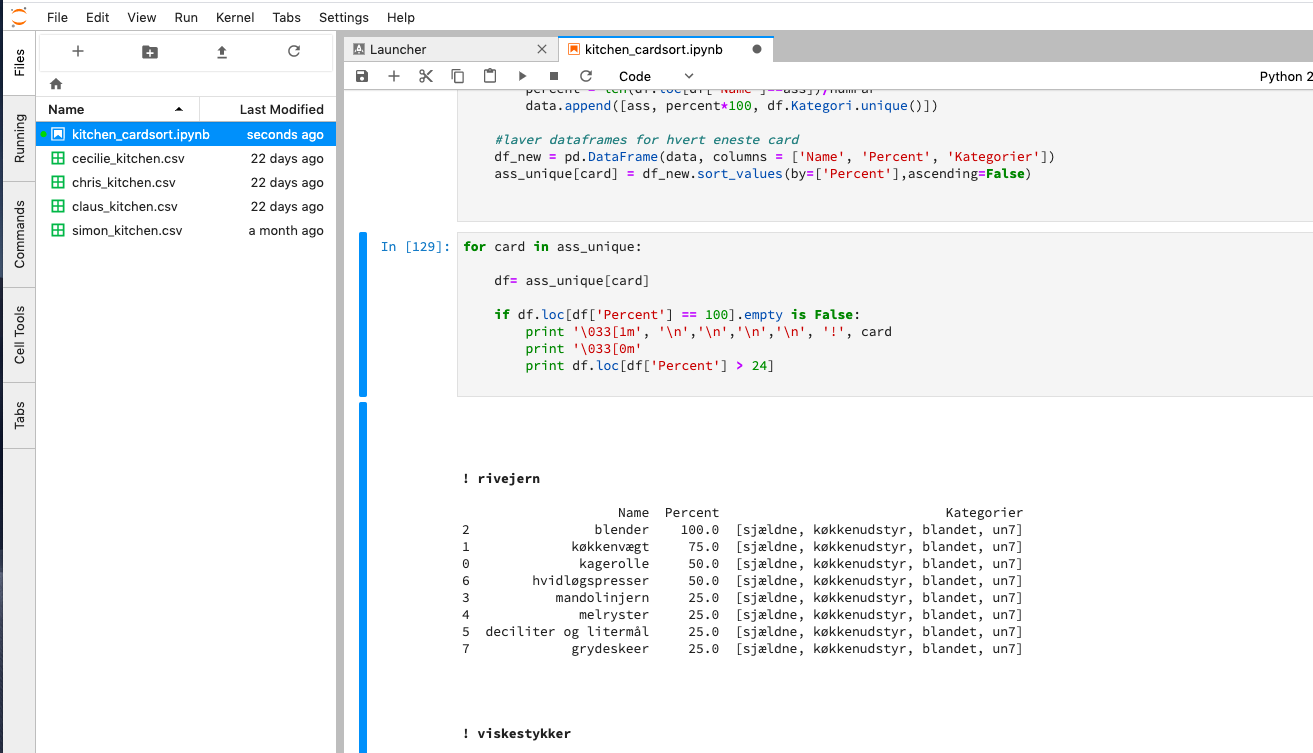 File Edit View Run Kernel Tabs Settings Help
Files
Running
Commands
Cell Tools
Tabs
Name Last Modified
kitchen_cardsort.ipynb seconds ago
cecilie_kitchen.csv 22 days ago
chris_kitchen.csv 22 days ago
claus_kitchen.csv 22 days ago
simon_kitchen.csv a month ago
Launcher
kitchen_cardsort.ipynb
Code
Python 2
data.append([ass, percent*100, df.Kategori.unique()])
#laver dataframes for hvert eneste card
df_new = pd.DataFrame(data, columns = ['Name', 'Percent', 'Kategorier'])
ass_unique[card] = df_new.sort_values(by=['Percent'],ascending=False)
In [129]:
for card in ass_unique:
df= ass_unique[card]
if df.loc[df['Percent'] == 100].empty is False:
print '\033[1m', '\n','\n','\n','\n', '!', card
print '\033[0m'
print df.loc[df['Percent'] > 24]
! rivejern
Name Percent Kategorier
2 blender 100.0 [sjældne, køkkenudstyr, blandet, un7]
1 køkkenvægt 75.0 [sjældne, køkkenudstyr, blandet, un7]
0 kagerolle 50.0 [sjældne, køkkenudstyr, blandet, un7]
6 hvidløgspresser 50.0 [sjældne, køkkenudstyr, blandet, un7]
3 mandolinjern 25.0 [sjældne, køkkenudstyr, blandet, un7]
4 melryster 25.0 [sjældne, køkkenudstyr, blandet, un7]
5 deciliter og litermål 25.0 [sjældne, køkkenudstyr, blandet, un7]
7 grydeskeer 25.0 [sjældne, køkkenudstyr, blandet, un7]
! viskestykker